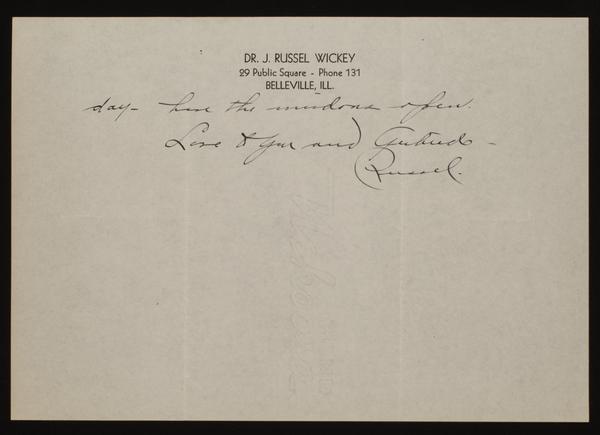 DR. J. RUSSEL WICKEY
29 Public Square - Phone 131
BELLEVILLE, ILL.
day - have the windows open.
Love to you and Gertrude -
Russel.